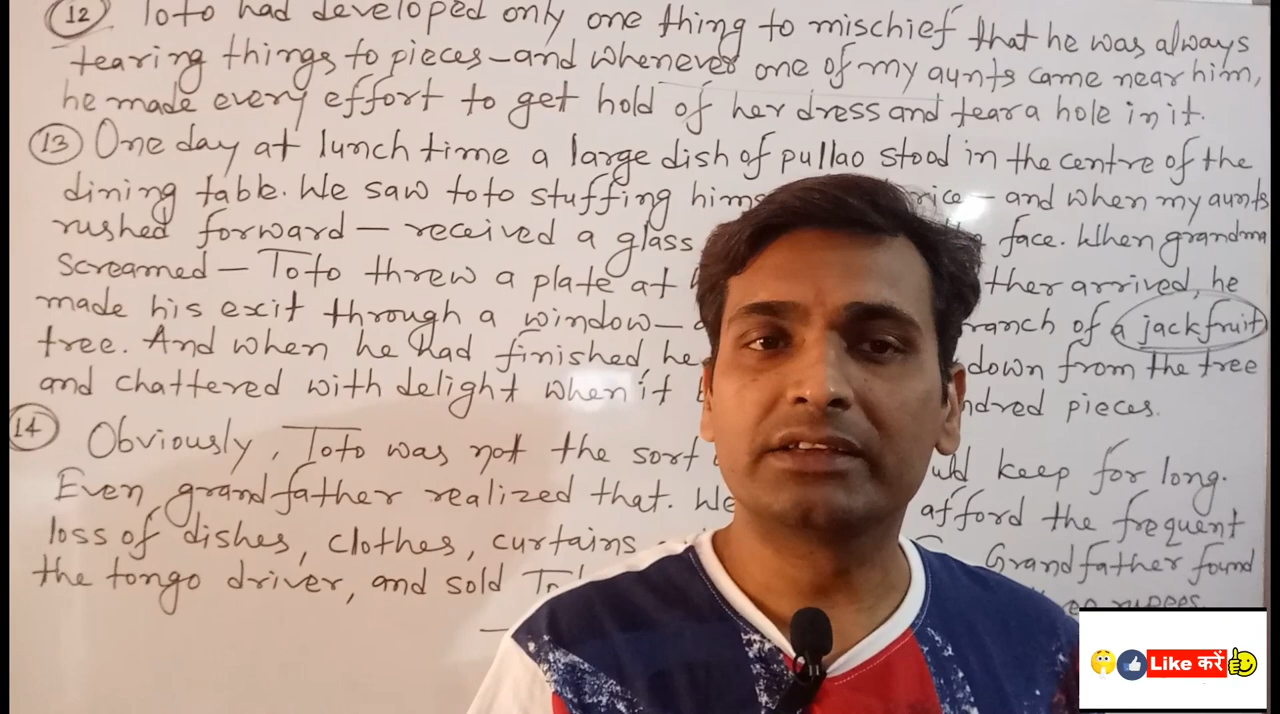 12 Toto had developed only one thing to mischief that he was always
tearing things to pieces – and whenever one of my aunts came near him,
he made every effort to get hold of her dress and tear a hole in it.
13 One day at lunch time a large dish of pullao stood in the centre of the
dining table. We saw toto stuffing hims rice – and when my aunts
rushed forward – received a glass face. When grandma
screamed – Toto threw a plate at ther arrived, he
made his exit through a window – ranch of a jackfruit
tree. And when he had finished, he down from the tree
and chattered with delight when it ndred pieces.
14 Obviously, Toto was not the sort uld keep for long.
Even grandfather realized that. We afford the frequent
loss of dishes, clothes, curtains Grandfather found
the tongo driver, and sold rupees.
Like करें